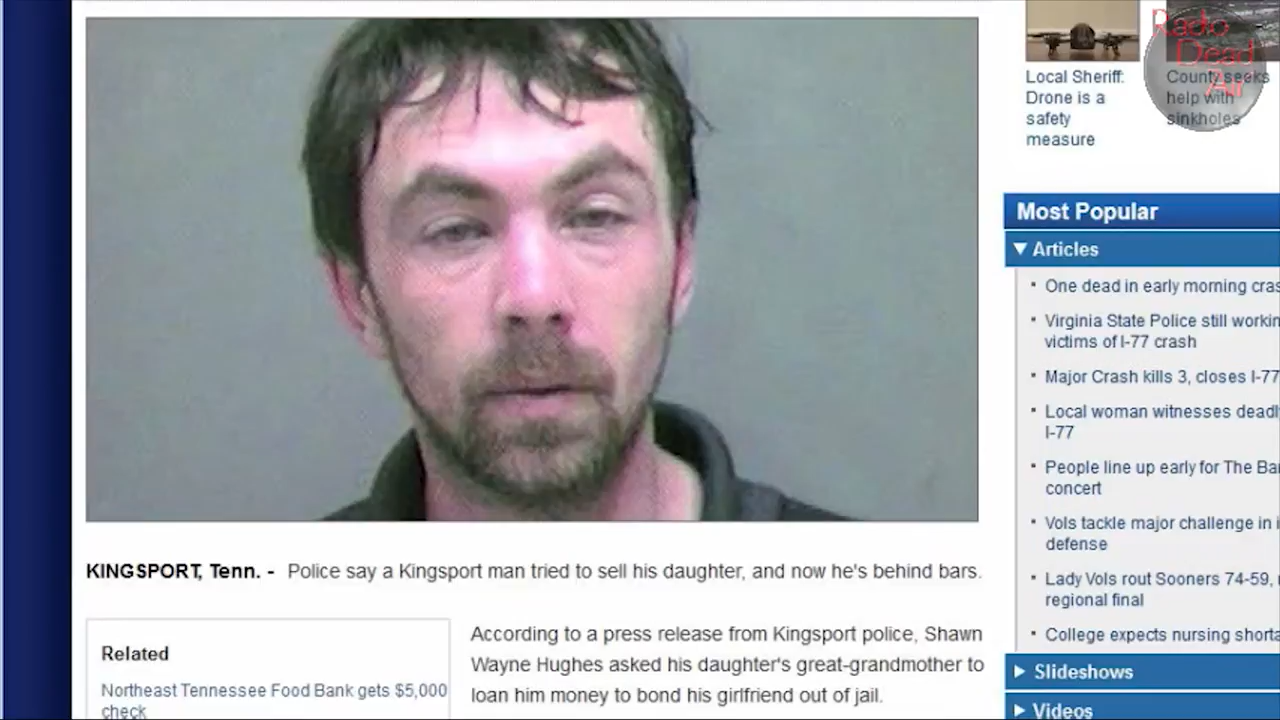 Radio
Dead
Air
Local Sheriff:
Drone is a
safety
measure
County seeks
help with
sinkholes
Most Popular
Articles
One dead in early morning cras
Virginia State Police still workin
victims of I-77 crash
Major Crash kills 3, closes I-77
Local woman witnesses deadl
I-77
People line up early for The Ba
concert
Vols tackle major challenge in i
defense
Lady Vols rout Sooners 74-59,
regional final
College expects nursing shorta
Slideshows
Videos
KINGSPORT, Tenn. - Police say a Kingsport man tried to sell his daughter, and now he's behind bars.
Related
Northeast Tennessee Food Bank gets $5,000
check
According to a press release from Kingsport police, Shawn
Wayne Hughes asked his daughter's great-grandmother to
loan him money to bond his girlfriend out of jail.